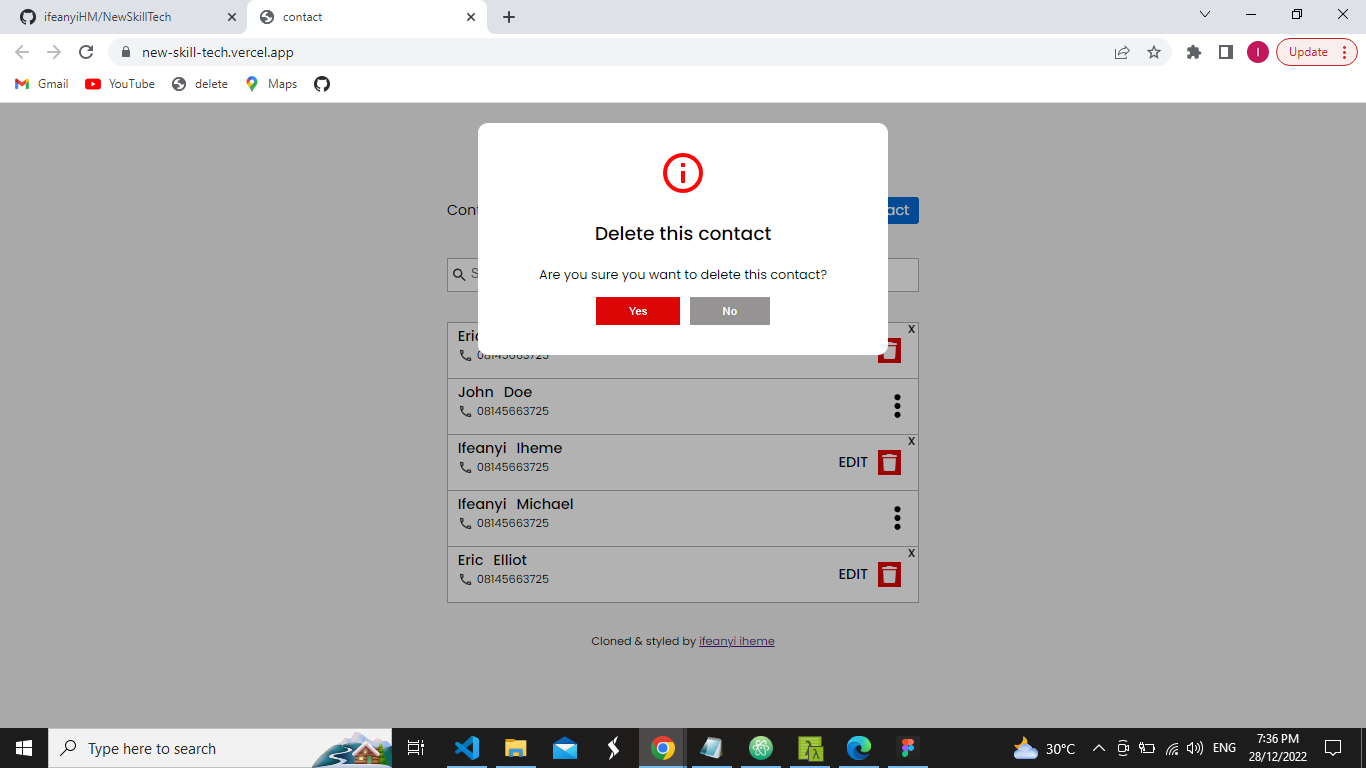 ifeanyiHM/NewSkillTech
contact
new-skill-tech.vercel.app
I
Update
Gmail
YouTube
delete
Maps
Delete this contact
Are you sure you want to delete this contact?
Yes
No
x
08145663725
John Doe
08145663725
Ifeanyi Iheme
08145663725
EDIT
x
Ifeanyi Michael
08145663725
Eric Elliot
08145663725
EDIT
x
Cloned & styled by ifeanyi iheme
Type here to search
30°C
ENG
7:36 PM
28/12/2022